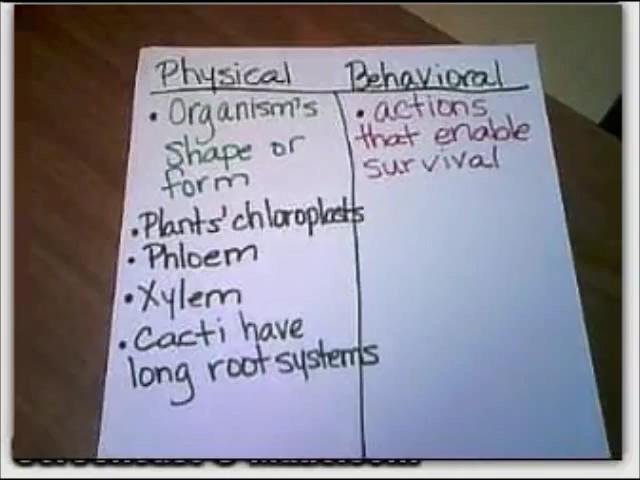 Physical
• Organism's
shape or
form
• Plants' chloroplasts
• Phloem
• Xylem
• Cacti have
long root systems
Behavioral
• actions
that enable
survival